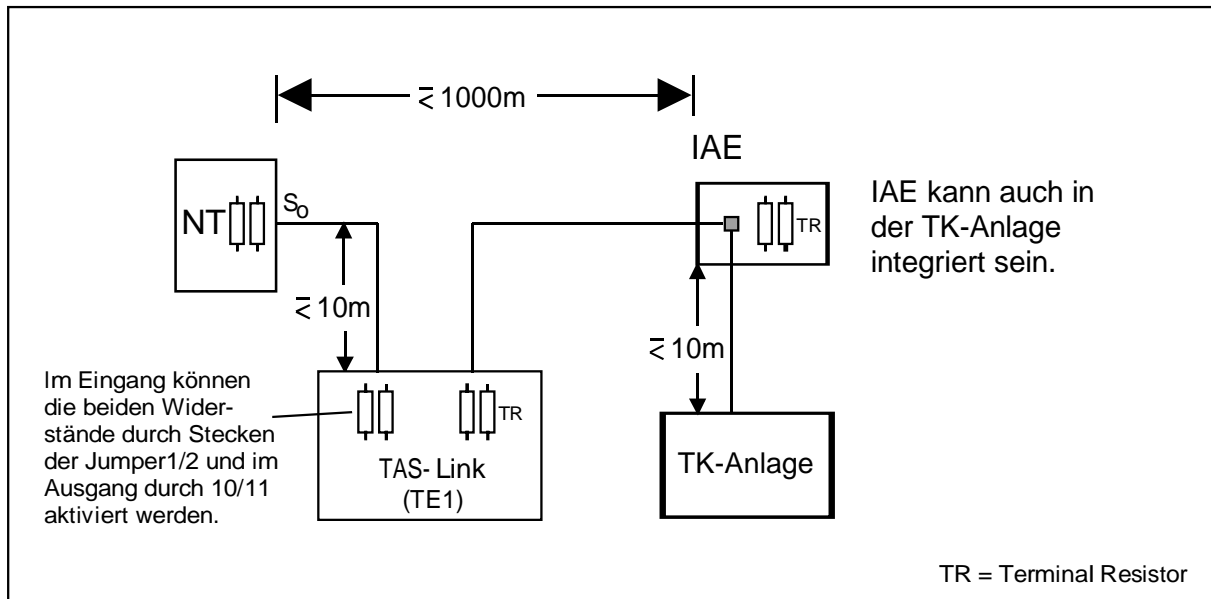 ≤ 1000m
IAE
NT
S0
TR
IAE kann auch in
der TK-Anlage
integriert sein.
≤ 10m
≤ 10m
Im Eingang können
die beiden Wider-
stände durch Stecken
der Jumper1/2 und im
Ausgang durch 10/11
aktiviert werden.
TR
TAS- Link
(TE1)
TK-Anlage
TR = Terminal Resistor